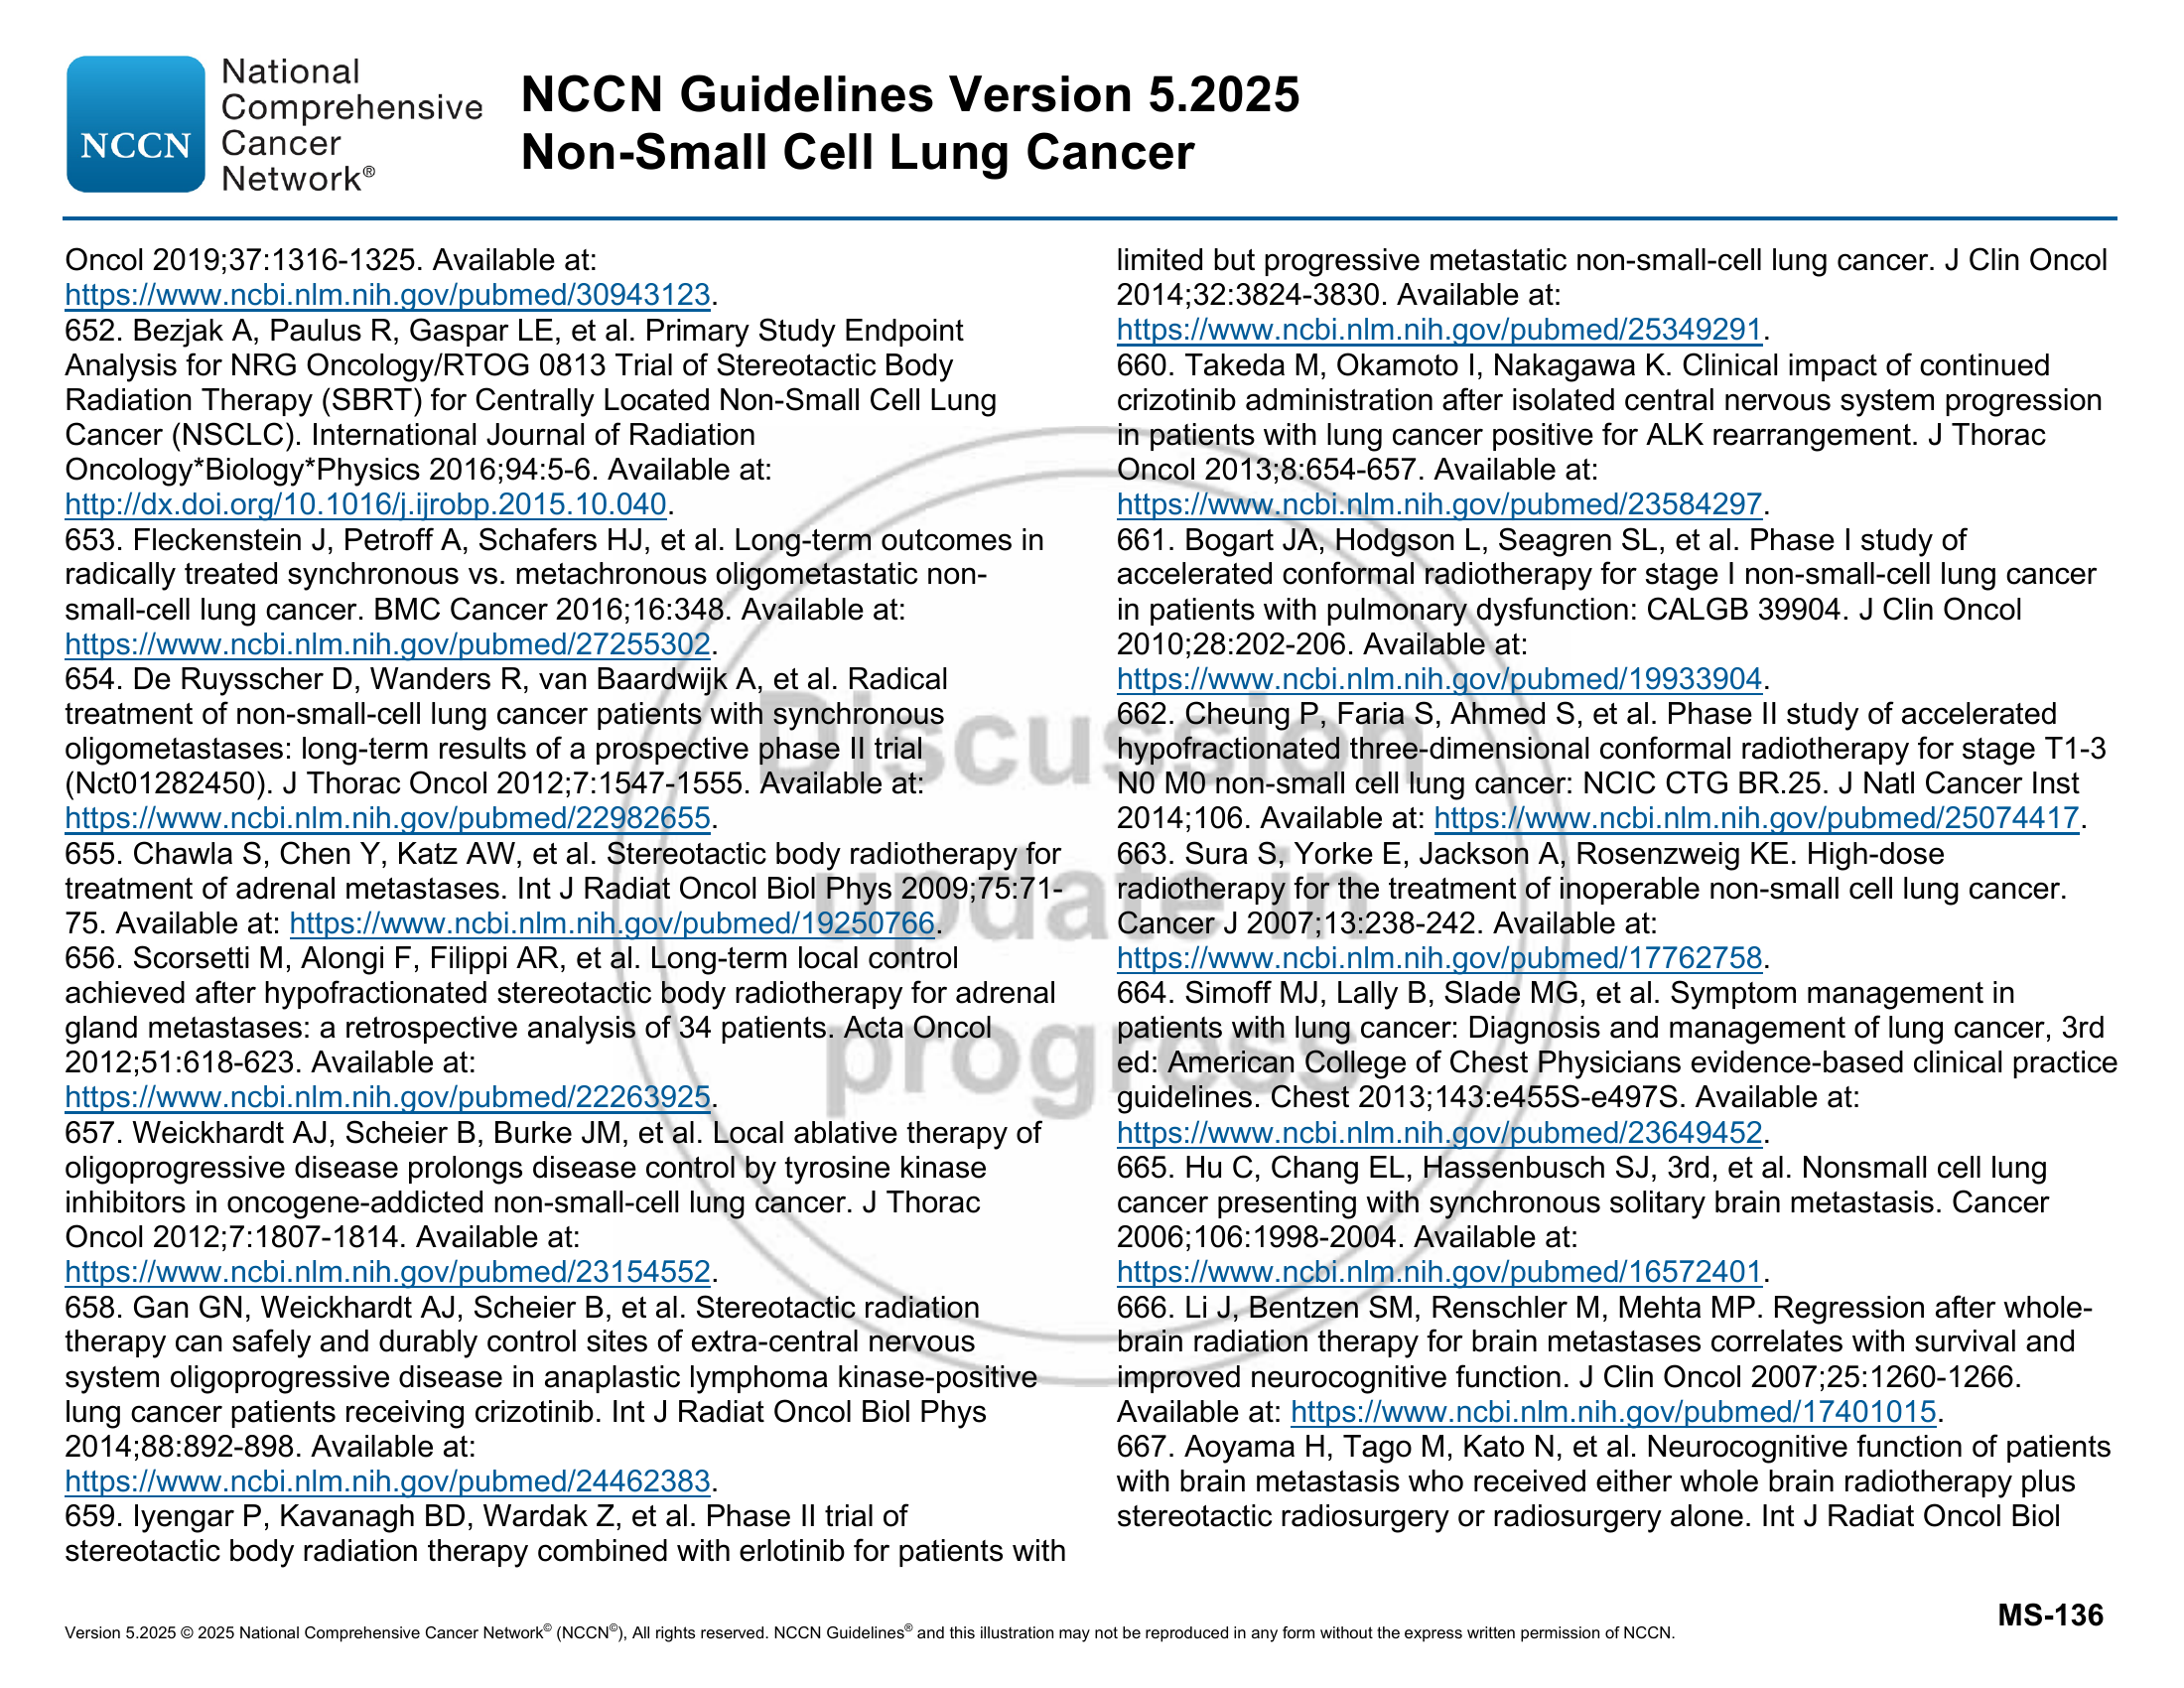 NCCN
National
Comprehensive
Cancer
Network®
NCCN Guidelines Version 5.2025
Non-Small Cell Lung Cancer
Oncol 2019;37:1316-1325. Available at:
https://www.ncbi.nlm.nih.gov/pubmed/30943123.
652. Bezjak A, Paulus R, Gaspar LE, et al. Primary Study Endpoint
Analysis for NRG Oncology/RTOG 0813 Trial of Stereotactic Body
Radiation Therapy (SBRT) for Centrally Located Non-Small Cell Lung
Cancer (NSCLC). International Journal of Radiation
Oncology*Biology*Physics 2016;94:5-6. Available at:
http://dx.doi.org/10.1016/j.ijrobp.2015.10.040.
653. Fleckenstein J, Petroff A, Schafers HJ, et al. Long-term outcomes in
radically treated synchronous vs. metachronous oligometastatic non-
small-cell lung cancer. BMC Cancer 2016;16:348. Available at:
https://www.ncbi.nlm.nih.gov/pubmed/27255302.
654. De Ruysscher D, Wanders R, van Baardwijk A, et al. Radical
treatment of non-small-cell lung cancer patients with synchronous
oligometastases: long-term results of a prospective phase II trial
(Nct01282450). J Thorac Oncol 2012;7:1547-1555. Available at:
https://www.ncbi.nlm.nih.gov/pubmed/22982655.
655. Chawla S, Chen Y, Katz AW, et al. Stereotactic body radiotherapy for
treatment of adrenal metastases. Int J Radiat Oncol Biol Phys 2009;75:71-
75. Available at: https://www.ncbi.nlm.nih.gov/pubmed/19250766.
656. Scorsetti M, Alongi F, Filippi AR, et al. Long-term local control
achieved after hypofractionated stereotactic body radiotherapy for adrenal
gland metastases: a retrospective analysis of 34 patients. Acta Oncol
2012;51:618-623. Available at:
https://www.ncbi.nlm.nih.gov/pubmed/22263925.
657. Weickhardt AJ, Scheier B, Burke JM, et al. Local ablative therapy of
oligoprogressive disease prolongs disease control by tyrosine kinase
inhibitors in oncogene-addicted non-small-cell lung cancer. J Thorac
Oncol 2012;7:1807-1814. Available at:
https://www.ncbi.nlm.nih.gov/pubmed/23154552.
658. Gan GN, Weickhardt AJ, Scheier B, et al. Stereotactic radiation
therapy can safely and durably control sites of extra-central nervous
system oligoprogressive disease in anaplastic lymphoma kinase-positive
lung cancer patients receiving crizotinib. Int J Radiat Oncol Biol Phys
2014;88:892-898. Available at:
https://www.ncbi.nlm.nih.gov/pubmed/24462383.
659. Iyengar P, Kavanagh BD, Wardak Z, et al. Phase II trial of
stereotactic body radiation therapy combined with erlotinib for patients with
limited but progressive metastatic non-small-cell lung cancer. J Clin Oncol
2014;32:3824-3830. Available at:
https://www.ncbi.nlm.nih.gov/pubmed/25349291.
660. Takeda M, Okamoto I, Nakagawa K. Clinical impact of continued
crizotinib administration after isolated central nervous system progression
in patients with lung cancer positive for ALK rearrangement. J Thorac
Oncol 2013;8:654-657. Available at:
https://www.ncbi.nlm.nih.gov/pubmed/23584297.
661. Bogart JA, Hodgson L, Seagren SL, et al. Phase I study of
accelerated conformal radiotherapy for stage I non-small-cell lung cancer
in patients with pulmonary dysfunction: CALGB 39904. J Clin Oncol
2010;28:202-206. Available at:
https://www.ncbi.nlm.nih.gov/pubmed/19933904.
662. Cheung P, Faria S, Ahmed S, et al. Phase II study of accelerated
hypofractionated three-dimensional conformal radiotherapy for stage T1-3
N0 M0 non-small cell lung cancer: NCIC CTG BR.25. J Natl Cancer Inst
2014;106. Available at: https://www.ncbi.nlm.nih.gov/pubmed/25074417.
663. Sura S, Yorke E, Jackson A, Rosenzweig KE. High-dose
radiotherapy for the treatment of inoperable non-small cell lung cancer.
Cancer J 2007;13:238-242. Available at:
https://www.ncbi.nlm.nih.gov/pubmed/17762758.
664. Simoff MJ, Lally B, Slade MG, et al. Symptom management in
patients with lung cancer: Diagnosis and management of lung cancer, 3rd
ed: American College of Chest Physicians evidence-based clinical practice
guidelines. Chest 2013;143:e455S-e497S. Available at:
https://www.ncbi.nlm.nih.gov/pubmed/23649452.
665. Hu C, Chang EL, Hassenbusch SJ, 3rd, et al. Nonsmall cell lung
cancer presenting with synchronous solitary brain metastasis. Cancer
2006;106:1998-2004. Available at:
https://www.ncbi.nlm.nih.gov/pubmed/16572401.
666. Li J, Bentzen SM, Renschler M, Mehta MP. Regression after whole-
brain radiation therapy for brain metastases correlates with survival and
improved neurocognitive function. J Clin Oncol 2007;25:1260-1266.
Available at: https://www.ncbi.nlm.nih.gov/pubmed/17401015.
667. Aoyama H, Tago M, Kato N, et al. Neurocognitive function of patients
with brain metastasis who received either whole brain radiotherapy plus
stereotactic radiosurgery or radiosurgery alone. Int J Radiat Oncol Biol
Discussion
update in
progress
MS-136
Version 5.2025 © 2025 National Comprehensive Cancer Network© (NCCN©), All rights reserved. NCCN Guidelines® and this illustration may not be reproduced in any form without the express written permission of NCCN.